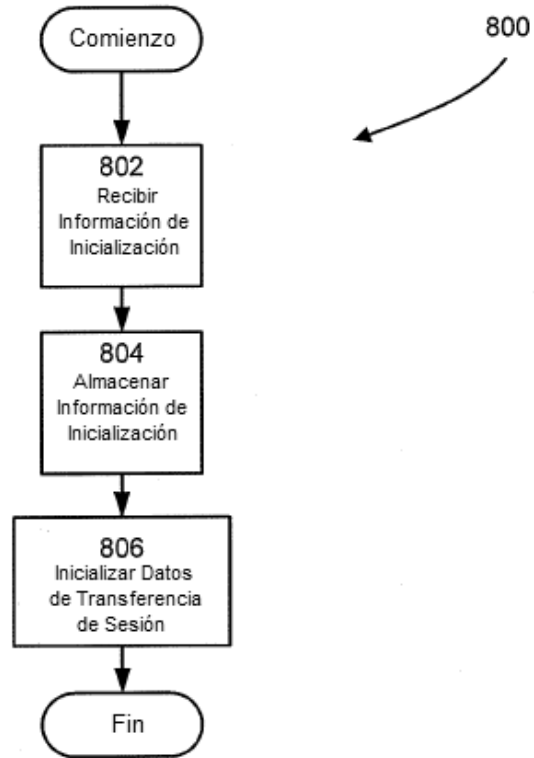 Comienzo
800
802
Recibir
Información de
Inicialización
804
Almacenar
Información de
Inicialización
806
Inicializar Datos
de Transferencia
de Sesión
Fin